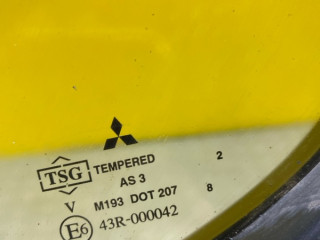 TSG TEMPERED 2
AS 3
V M193 DOT 207 8
E6 43R-000042